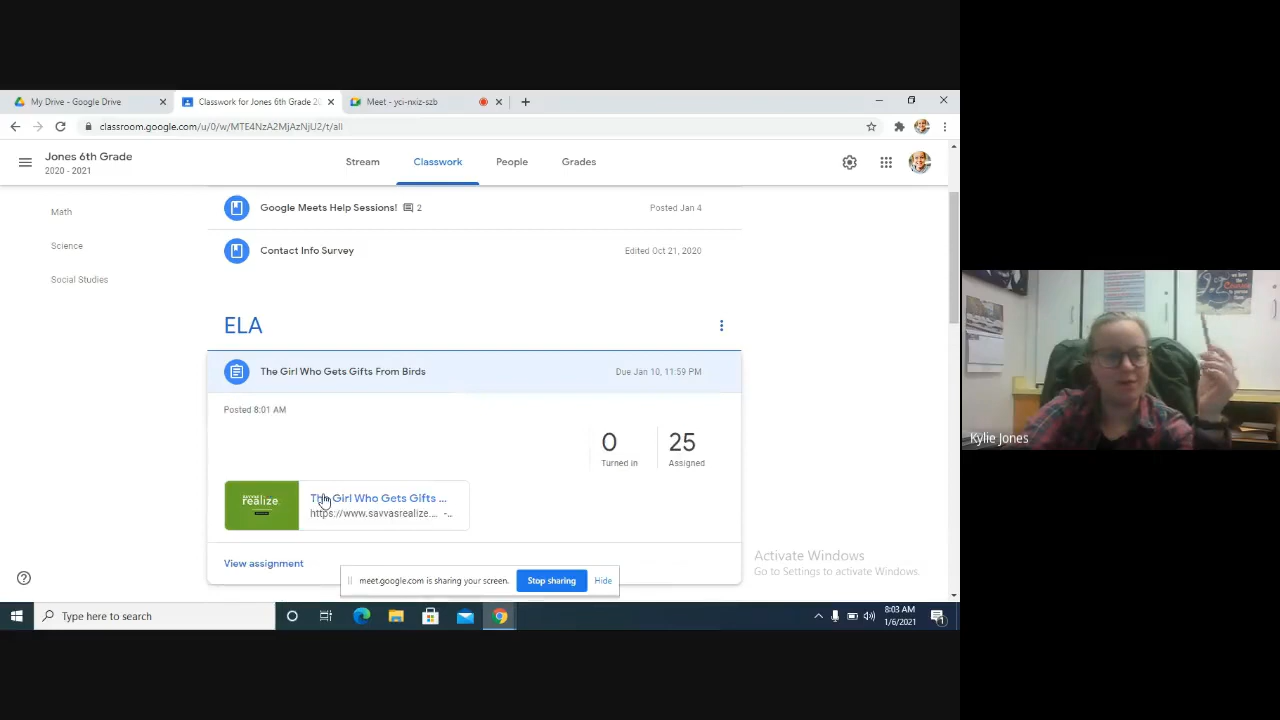 My Drive - Google Drive
Classwork for Jones 6th Grade 20
Meet - yci-nxiz-szb
classroom.google.com/u/0/w/MTE4NzA2MjAzNjU2/t/all
Jones 6th Grade
2020 - 2021
Stream
Classwork
People
Grades
Math
Science
Social Studies
Google Meets Help Sessions! 2
Posted Jan 4
Contact Info Survey
Edited Oct 21, 2020
ELA
The Girl Who Gets Gifts From Birds
Due Jan 10, 11:59 PM
Posted 8:01 AM
0
Turned in
25
Assigned
realize
The Girl Who Gets Gifts ...
https://www.savvasrealize.... -...
View assignment
Activate Windows
Go to Settings to activate Windows.
meet.google.com is sharing your screen.
Stop sharing
Hide
Type here to search
8:03 AM
1/6/2021
1
Kylie Jones